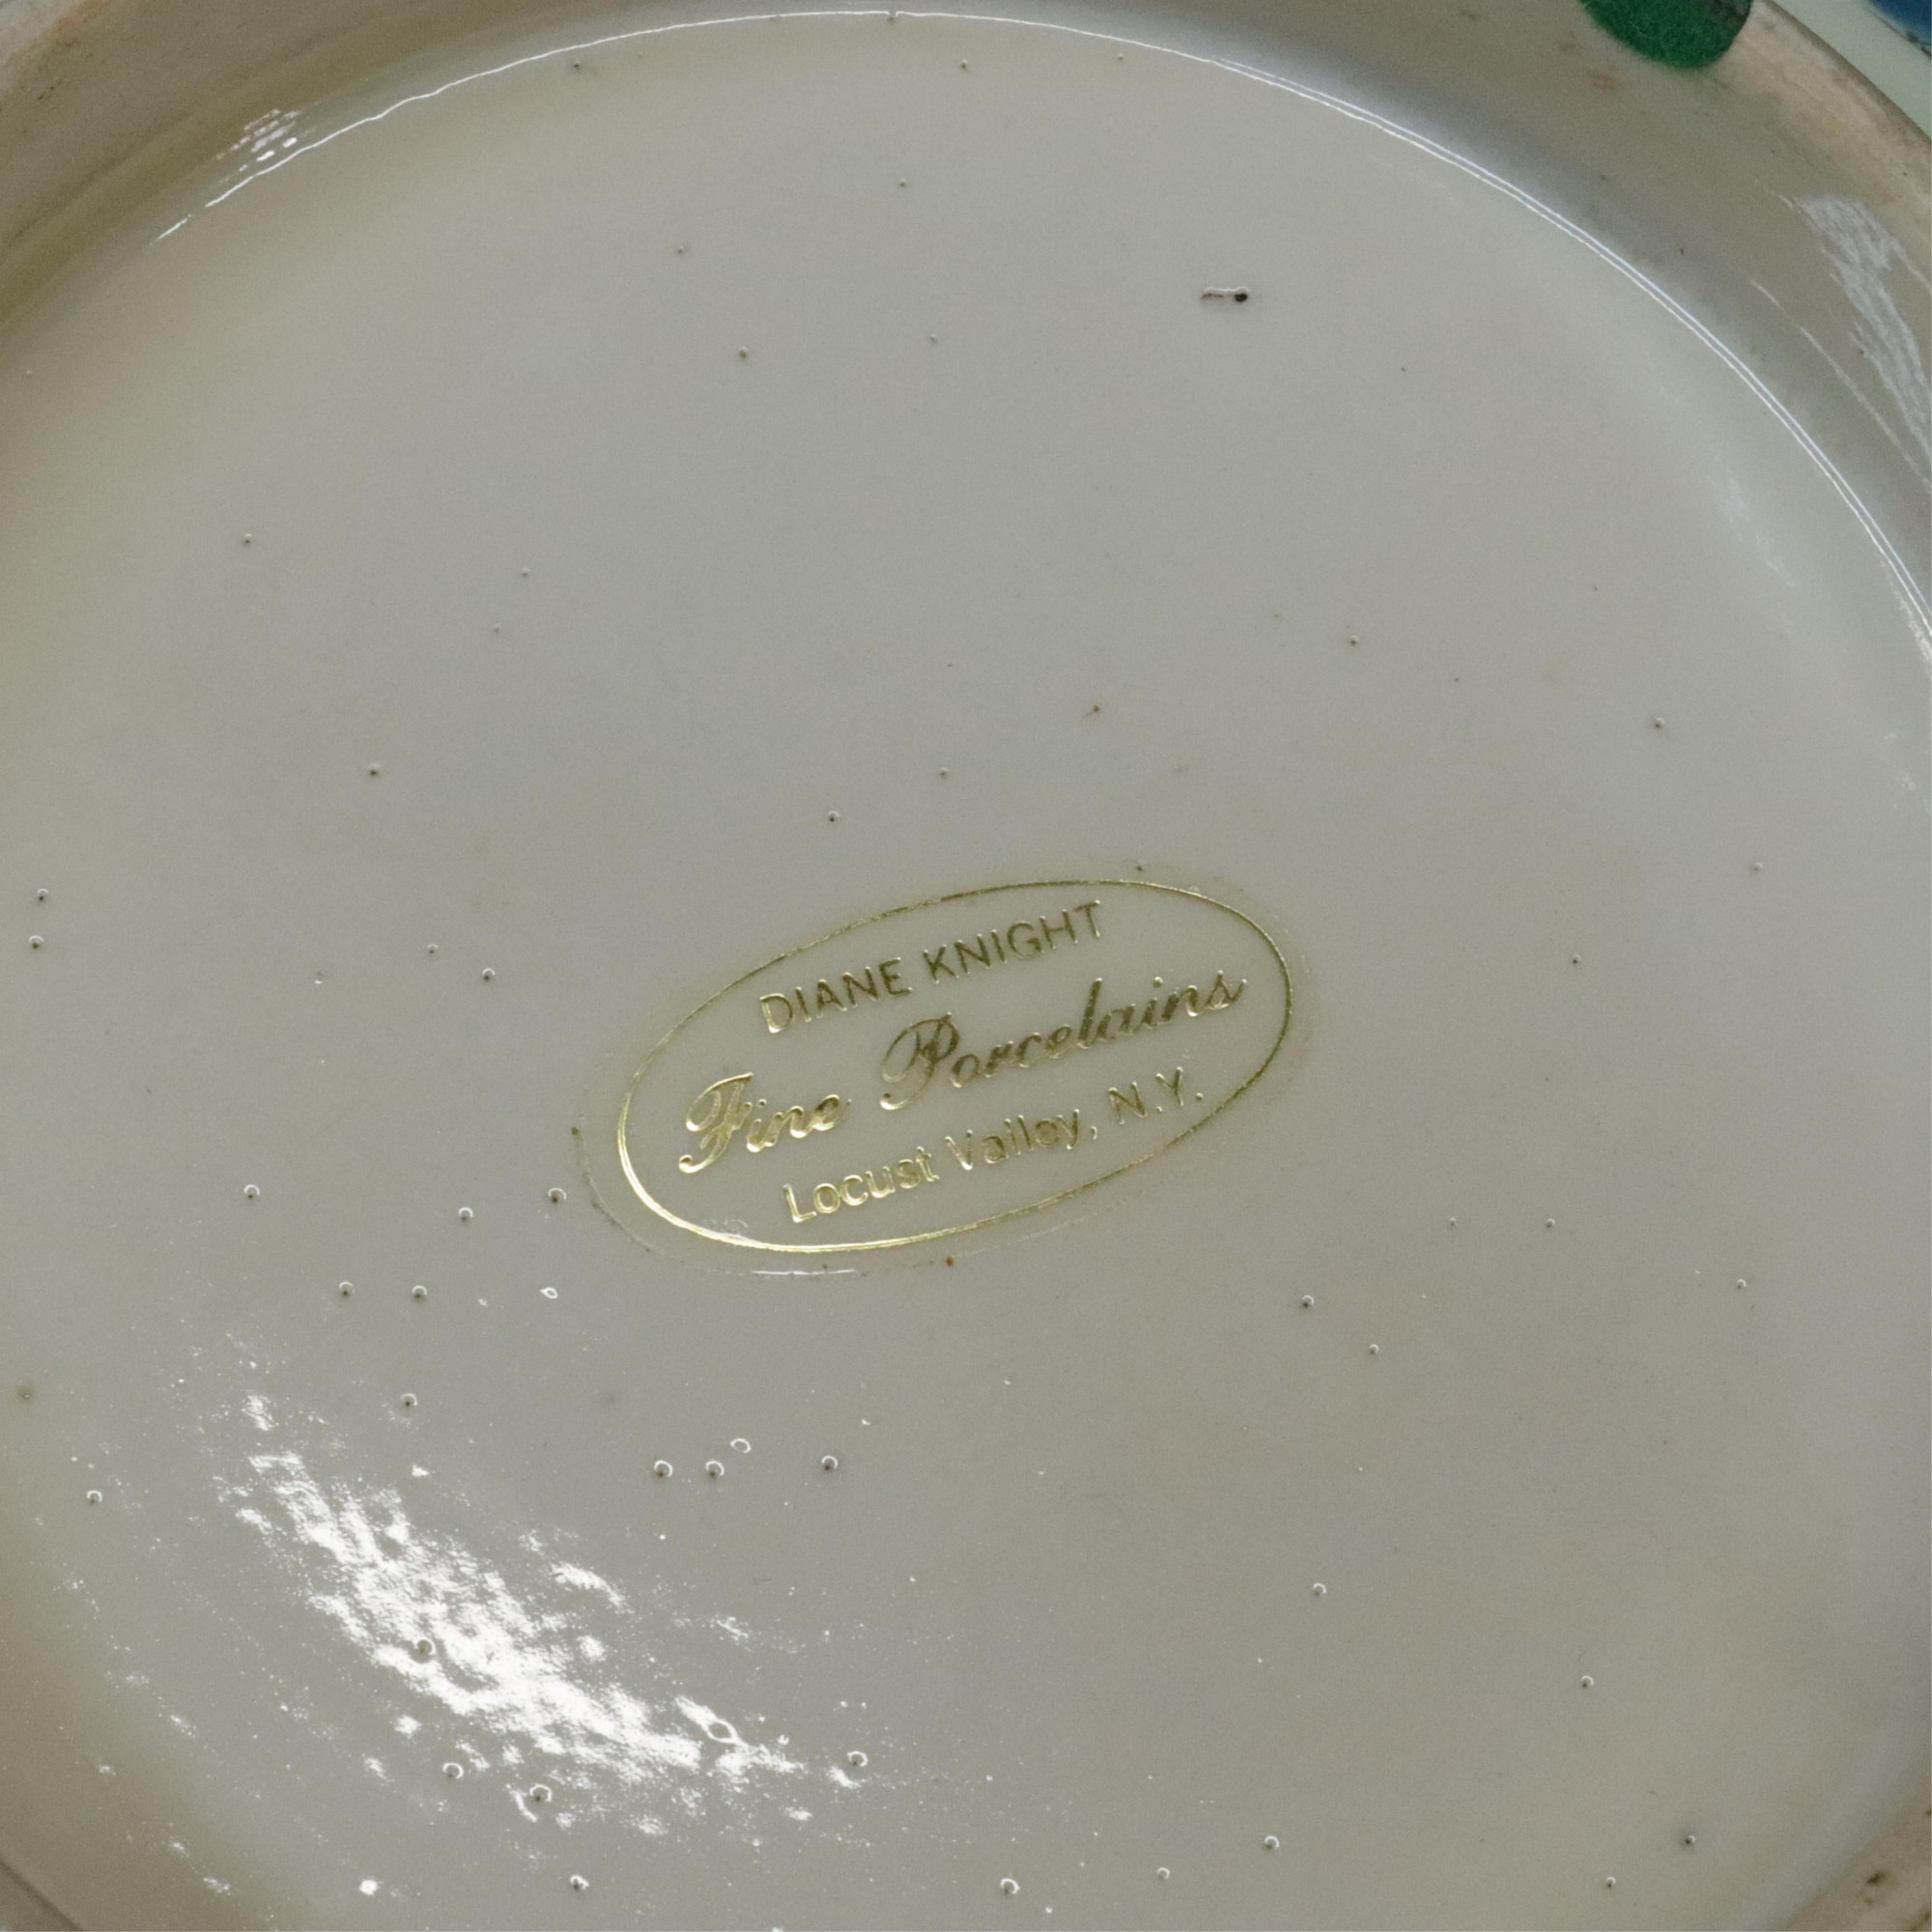 DIANE KNIGHT
Fine Porcelains
Locust Valley, N.Y.